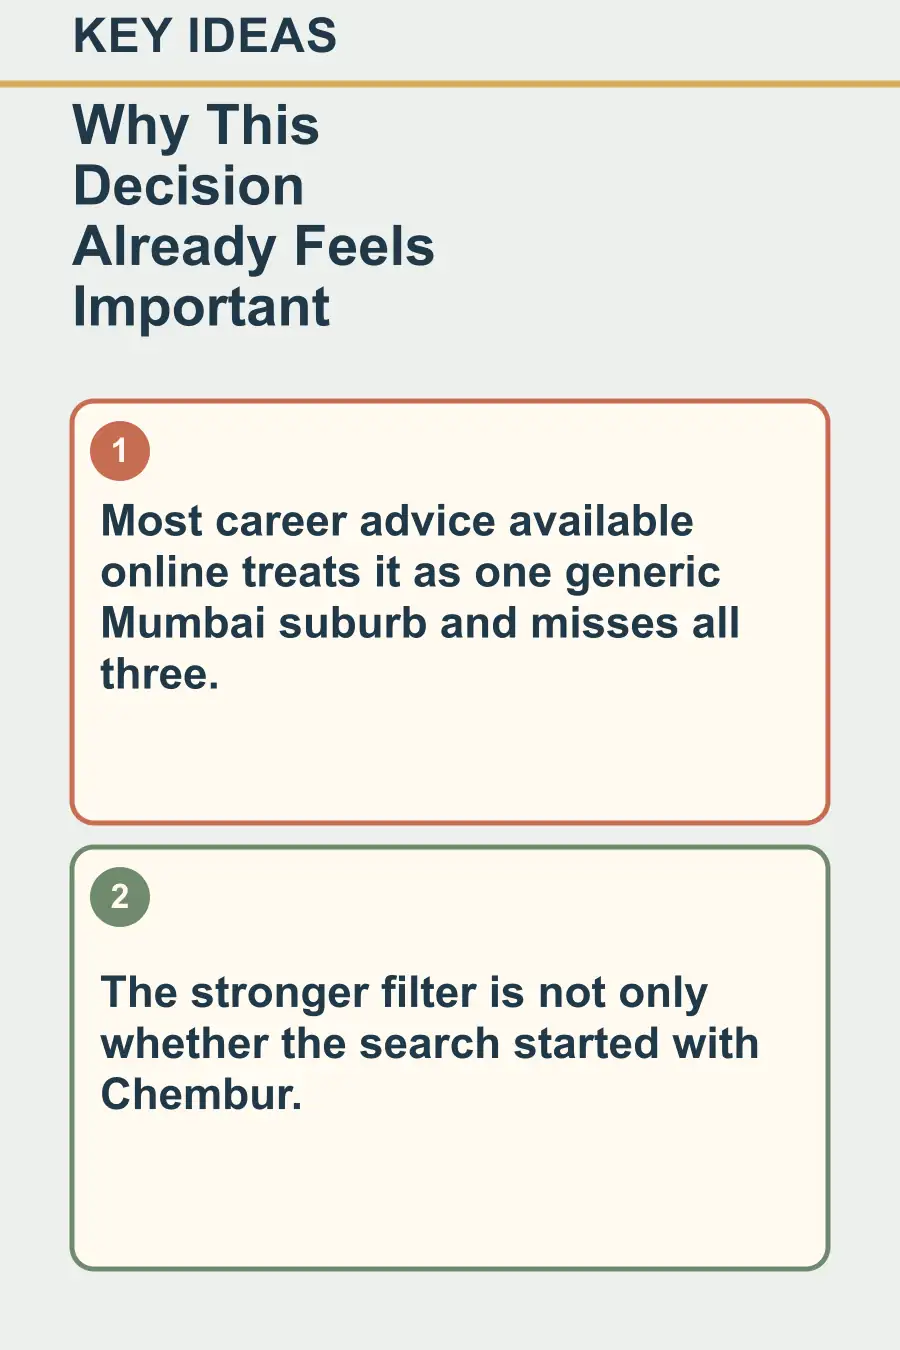 KEY IDEAS
Why This
Decision
Already Feels
Important
1
Most career advice available
online treats it as one generic
Mumbai suburb and misses all
three.
2
The stronger filter is not only
whether the search started with
Chembur.